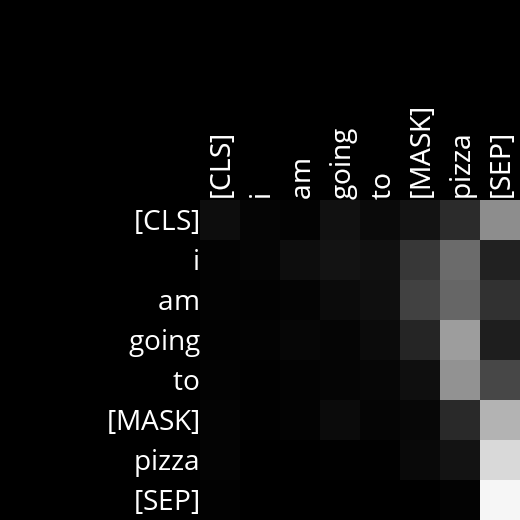 [CLS] i am going to [MASK] pizza [SEP]
[CLS]
i
am
going
to
[MASK]
pizza
[SEP]